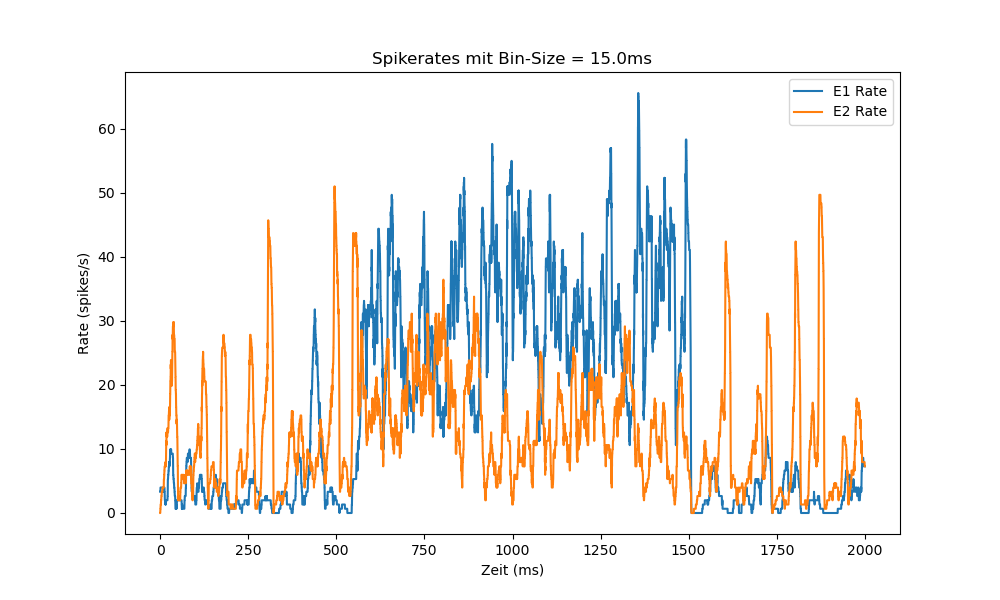 Spikerates mit Bin-Size = 15.0ms
E1 Rate
E2 Rate
Rate (spikes/s)
60
50
40
30
20
10
0
0 250 500 750 1000 1250 1500 1750 2000
Zeit (ms)